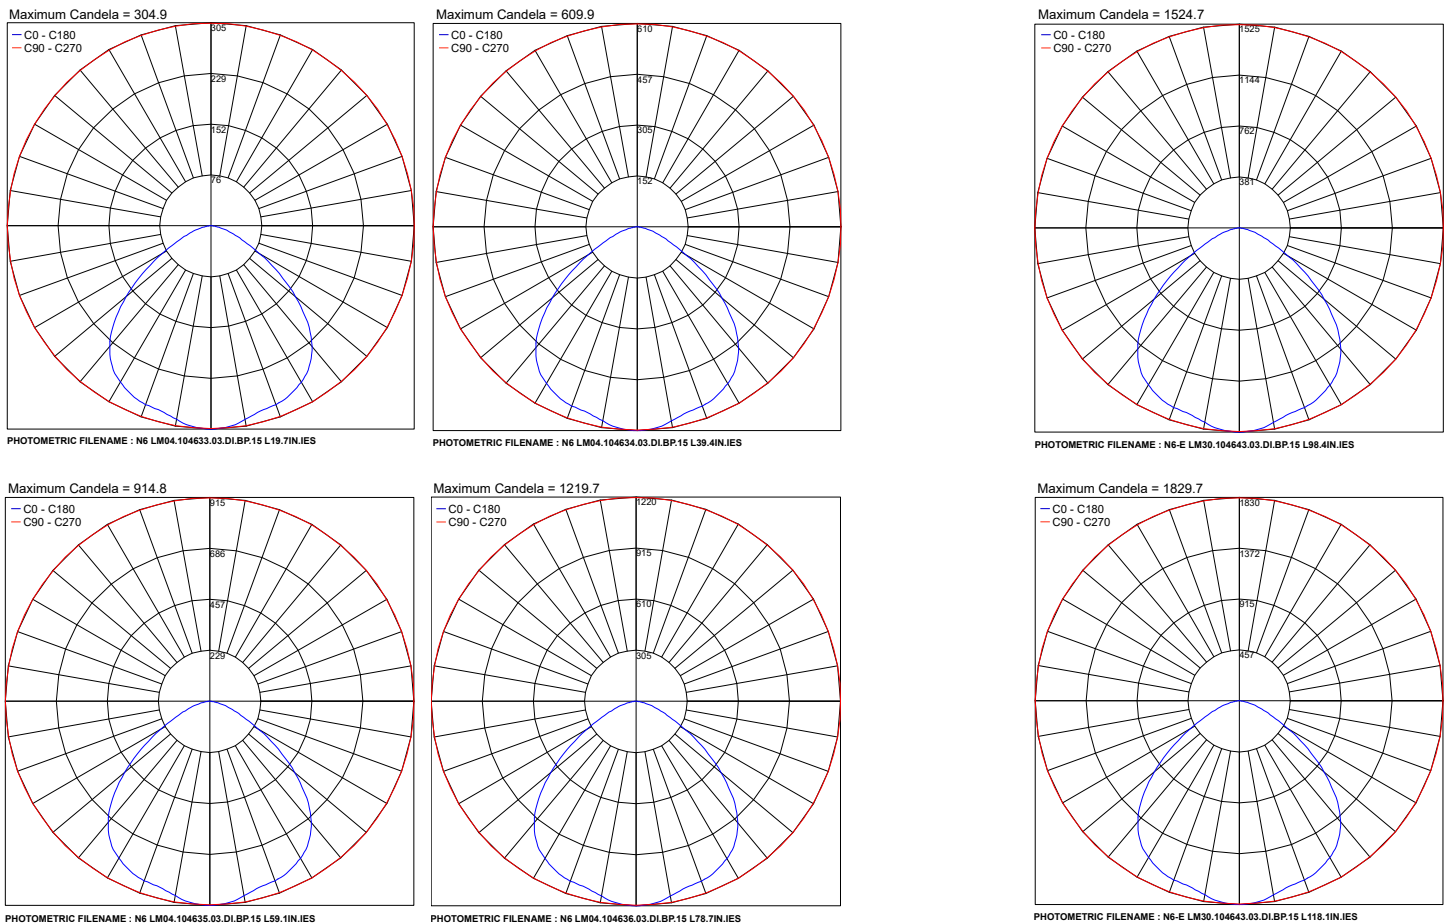 Maximum Candela = 304.9
C0 - C180
C90 - C270
305
229
152
76
PHOTOMETRIC FILENAME : N6 LM04.104633.03.DI.BP.15 L19.7IN.IES
Maximum Candela = 609.9
C0 - C180
C90 - C270
610
457
305
152
PHOTOMETRIC FILENAME : N6 LM04.104634.03.DI.BP.15 L39.4IN.IES
Maximum Candela = 1524.7
C0 - C180
C90 - C270
1525
1144
762
381
PHOTOMETRIC FILENAME : N6-E LM30.104643.03.DI.BP.15 L98.4IN.IES
Maximum Candela = 914.8
C0 - C180
C90 - C270
915
686
457
229
PHOTOMETRIC FILENAME : N6 LM04.104635.03.DI.BP.15 L59.1IN.IES
Maximum Candela = 1219.7
C0 - C180
C90 - C270
1220
915
610
305
PHOTOMETRIC FILENAME : N6 LM04.104636.03.DI.BP.15 L78.7IN.IES
Maximum Candela = 1829.7
C0 - C180
C90 - C270
1830
1372
915
457
PHOTOMETRIC FILENAME : N6-E LM30.104643.03.DI.BP.15 L118.1IN.IES